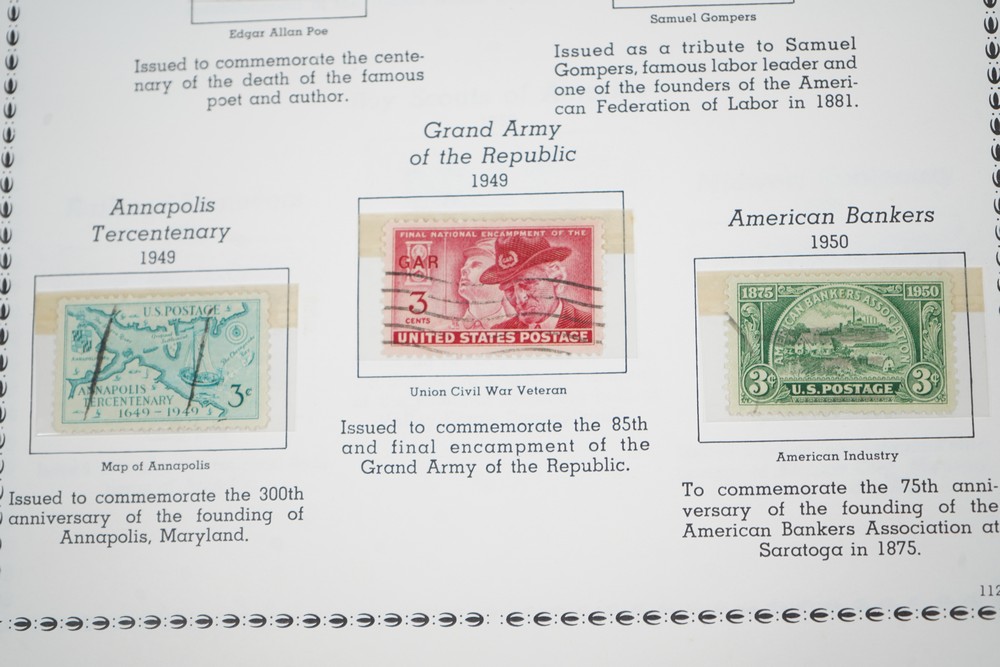 Edgar Allan Poe
Issued to commemorate the cente-
nary of the death of the famous
poet and author.
Samuel Gompers
Issued as a tribute to Samuel
Gompers, famous labor leader and
one of the founders of the Ameri-
can Federation of Labor in 1881.
Grand Army
of the Republic
1949
FINAL NATIONAL ENCAMPMENT OF THE
GAR
3
CENTS
UNITED STATES POSTAGE
Union Civil War Veteran
Issued to commemorate the 85th
and final encampment of the
Grand Army of the Republic.
Annapolis
Tercentenary
1949
U.S. POSTAGE
ANNAPOLIS
TERCENTENARY
1649-1949
3¢
Map of Annapolis
Issued to commemorate the 300th
anniversary of the founding of
Annapolis, Maryland.
American Bankers
1950
1875 1950
AMERICAN BANKERS ASSOCIATION
3¢ U.S. POSTAGE 3¢
American Industry
To commemorate the 75th anni-
versary of the founding of the
American Bankers Association at
Saratoga in 1875.
112